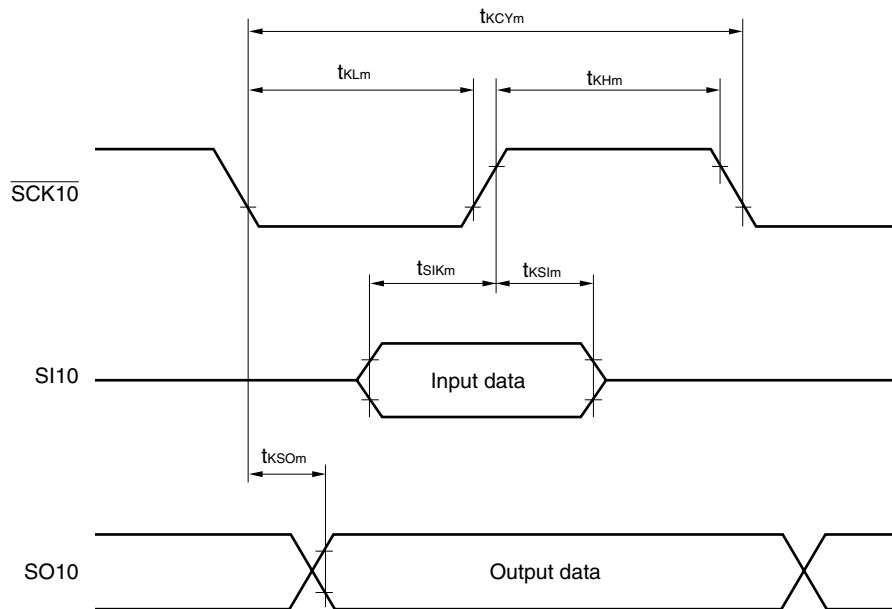 tKCYm
tKLm
tKHm
SCK10
tSIKm
tKSIm
SI10
Input data
tKSOm
SO10
Output data